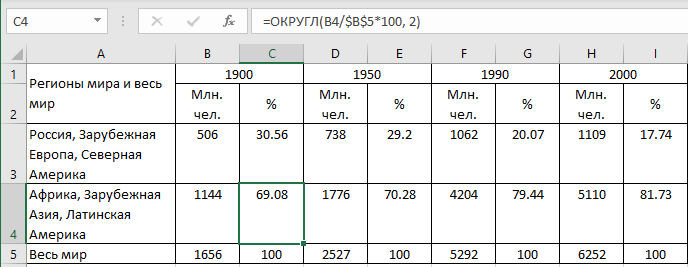 C4 =ОКРУГЛ(B4/$B$5*100, 2)
A B C D E F G H I
1 Регионы мира и весь мир 1900 1950 1990 2000
2 Млн. чел. % Млн. чел. % Млн. чел. % Млн. чел. %
3 Россия, Зарубежная Европа, Северная Америка 506 30.56 738 29.2 1062 20.07 1109 17.74
4 Африка, Зарубежная Азия, Латинская Америка 1144 69.08 1776 70.28 4204 79.44 5110 81.73
5 Весь мир 1656 100 2527 100 5292 100 6252 100